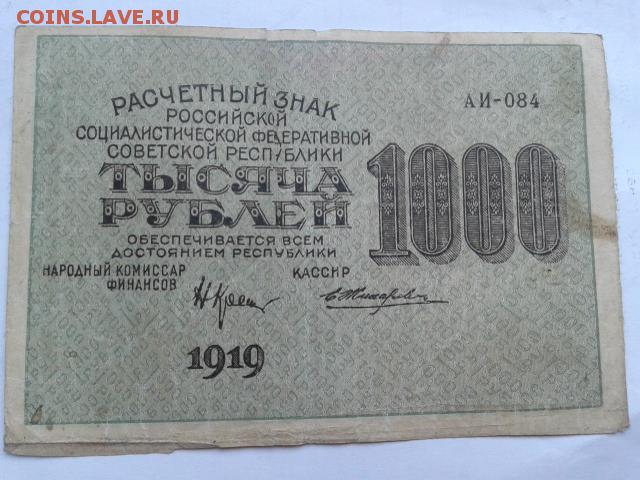 COINS.LAVE.RU
РАСЧЕТНЫЙ ЗНАК
РОССИЙСКОЙ
СОЦИАЛИСТИЧЕСКОЙ ФЕДЕРАТИВНОЙ
СОВЕТСКОЙ РЕСПУБЛИКИ
ТЫСЯЧА
РУБЛЕЙ
ОБЕСПЕЧИВАЕТСЯ ВСЕМ
ДОСТОЯНИЕМ РЕСПУБЛИКИ
НАРОДНЫЙ КОМИССАР
ФИНАНСОВ
КАССИР
АИ-084
1000
1919